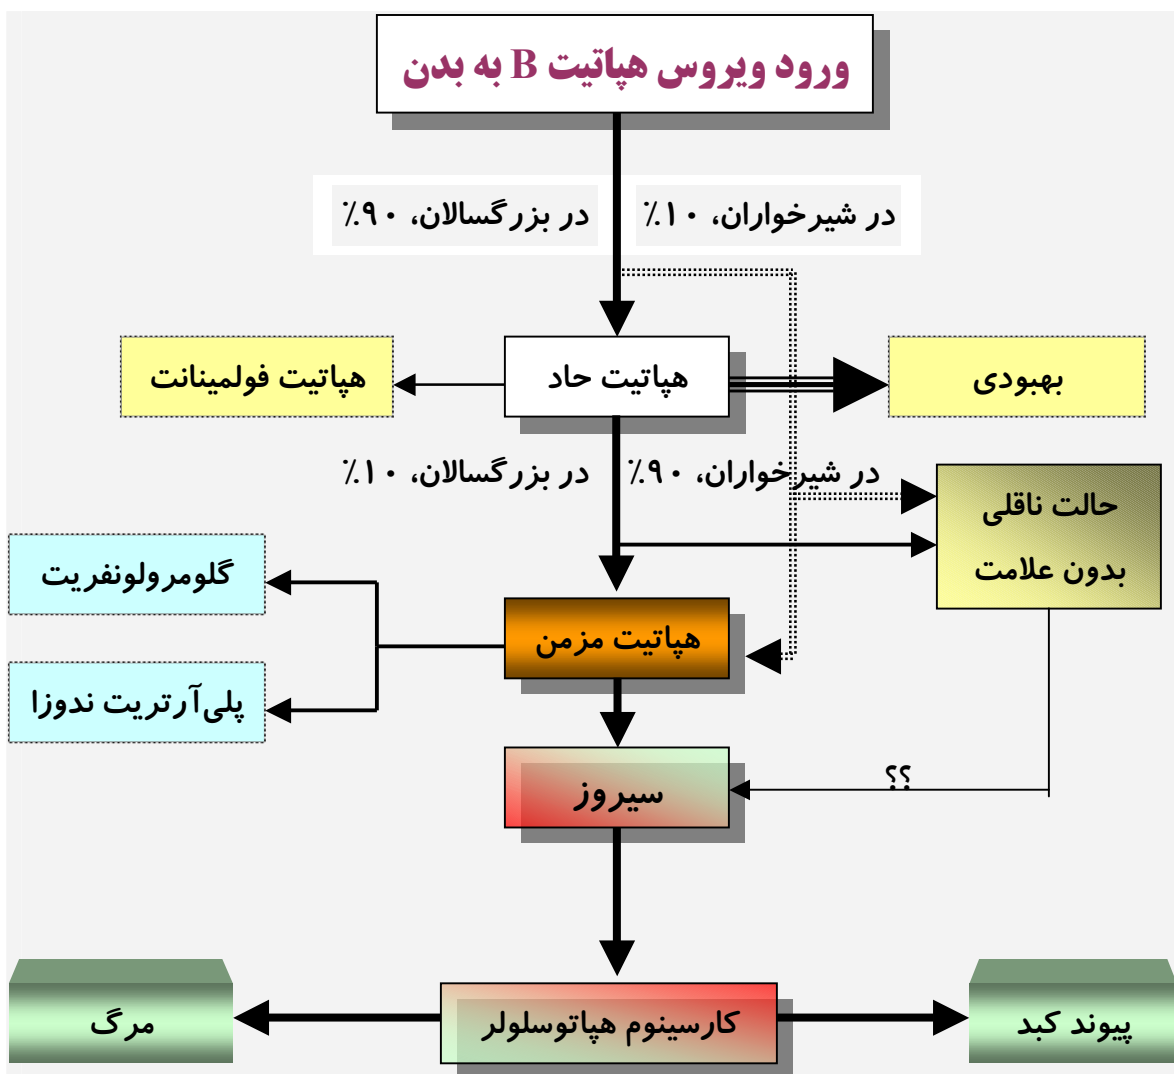 ورود ویروس هپاتیت B به بدن
در شیرخواران، ۱۰٪
در بزرگسالان، ۹۰٪
بهبودی
هپاتیت حاد
هپاتیت فولمینانت
در شیرخواران، ۹۰٪
در بزرگسالان، ۱۰٪
حالت ناقلی
بدون علامت
گلومرولونفریت
هپاتیت مزمن
پلی‌آرتریت ندوزا
سیروز
؟؟
پیوند کبد
کارسینوم هپاتوسلولر
مرگ